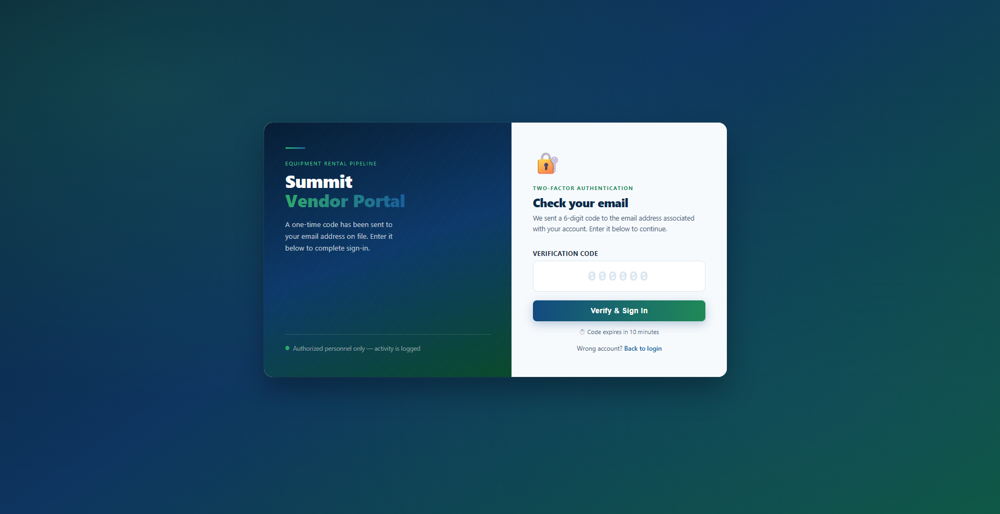 EQUIPMENT RENTAL PIPELINE
Summit
Vendor Portal
A one-time code has been sent to
your email address on file. Enter it
below to complete sign-in.
Authorized personnel only — activity is logged
TWO-FACTOR AUTHENTICATION
Check your email
We sent a 6-digit code to the email address associated
with your account. Enter it below to continue.
VERIFICATION CODE
000000
Verify & Sign In
⏱ Code expires in 10 minutes
Wrong account? Back to login